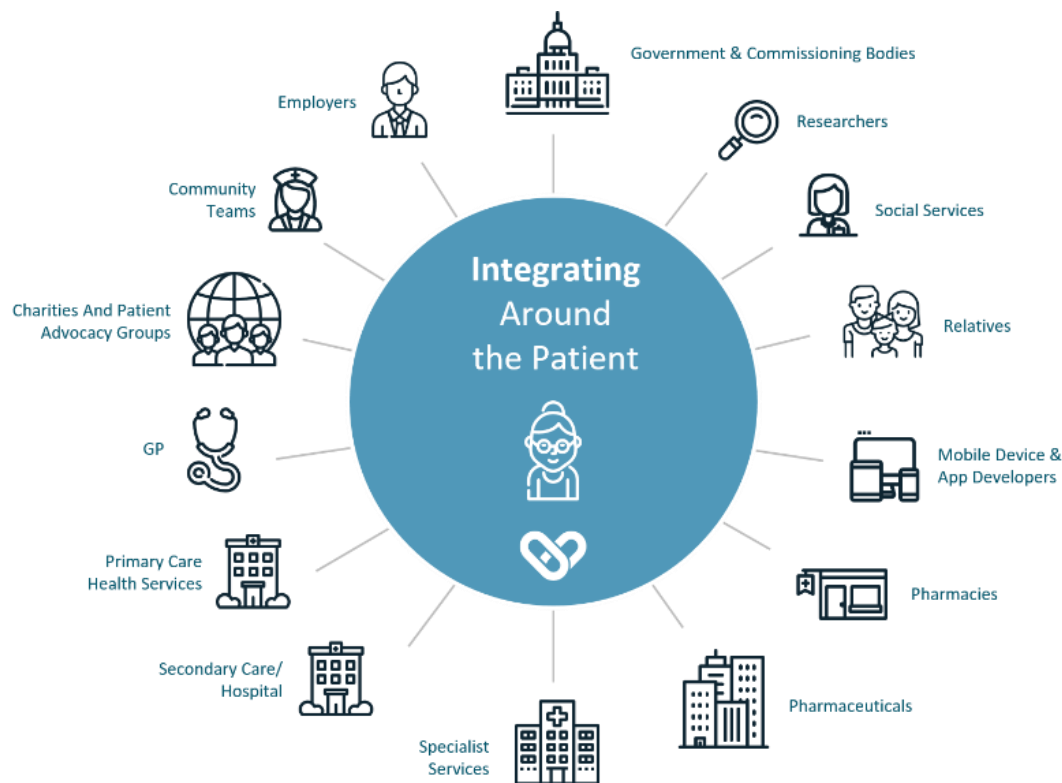 Government & Commissioning Bodies
Employers
Researchers
Community
Teams
Social Services
Integrating
Around
the Patient
Charities And Patient
Advocacy Groups
Relatives
GP
Mobile Device &
App Developers
Primary Care
Health Services
Pharmacies
Secondary Care/
Hospital
Pharmaceuticals
Specialist
Services